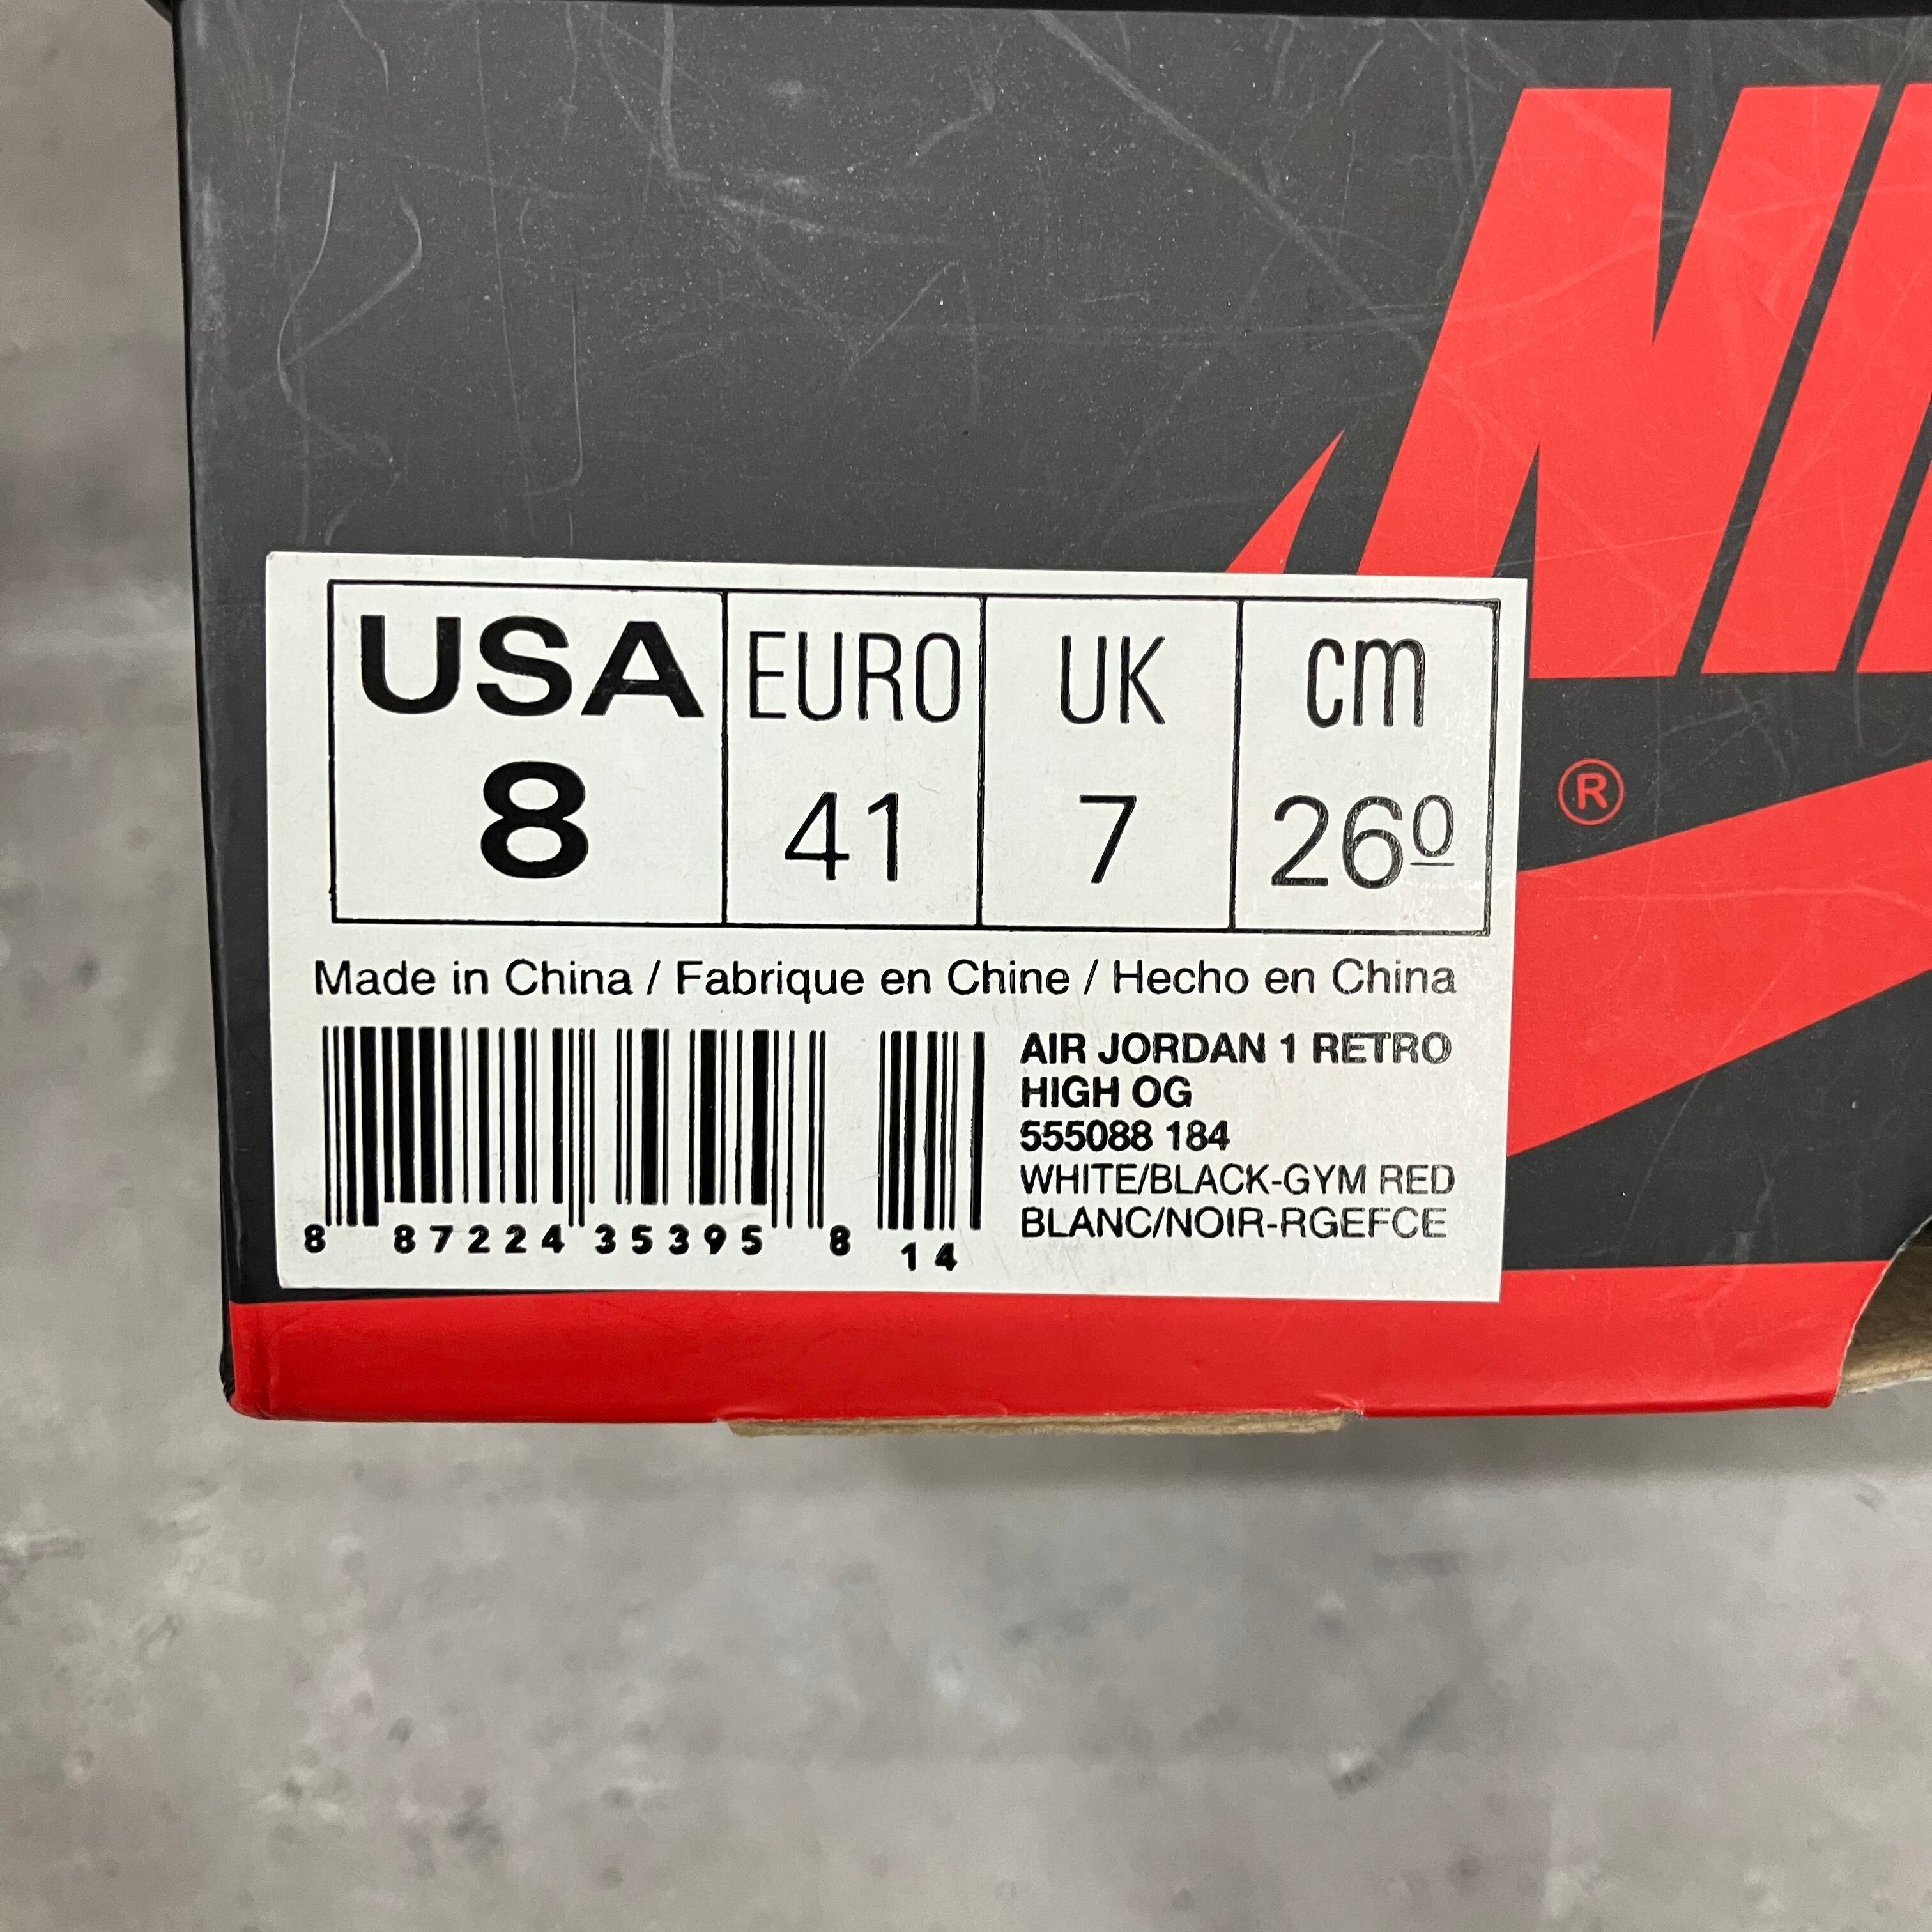 USA EURO UK cm
8 41 7 26º
Made in China / Fabrique en Chine / Hecho en China
AIR JORDAN 1 RETRO
HIGH OG
555088 184
WHITE/BLACK-GYM RED
BLANC/NOIR-RGEFCE
8 87224 35395 8 14
®